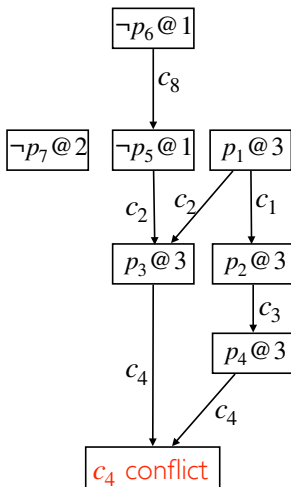 ¬p₆@1
c₈
¬p₇@2 ¬p₅@1 p₁@3
c₂ c₂ c₁
p₃@3 p₂@3
c₃
p₄@3
c₄ c₄
c₄ conflict